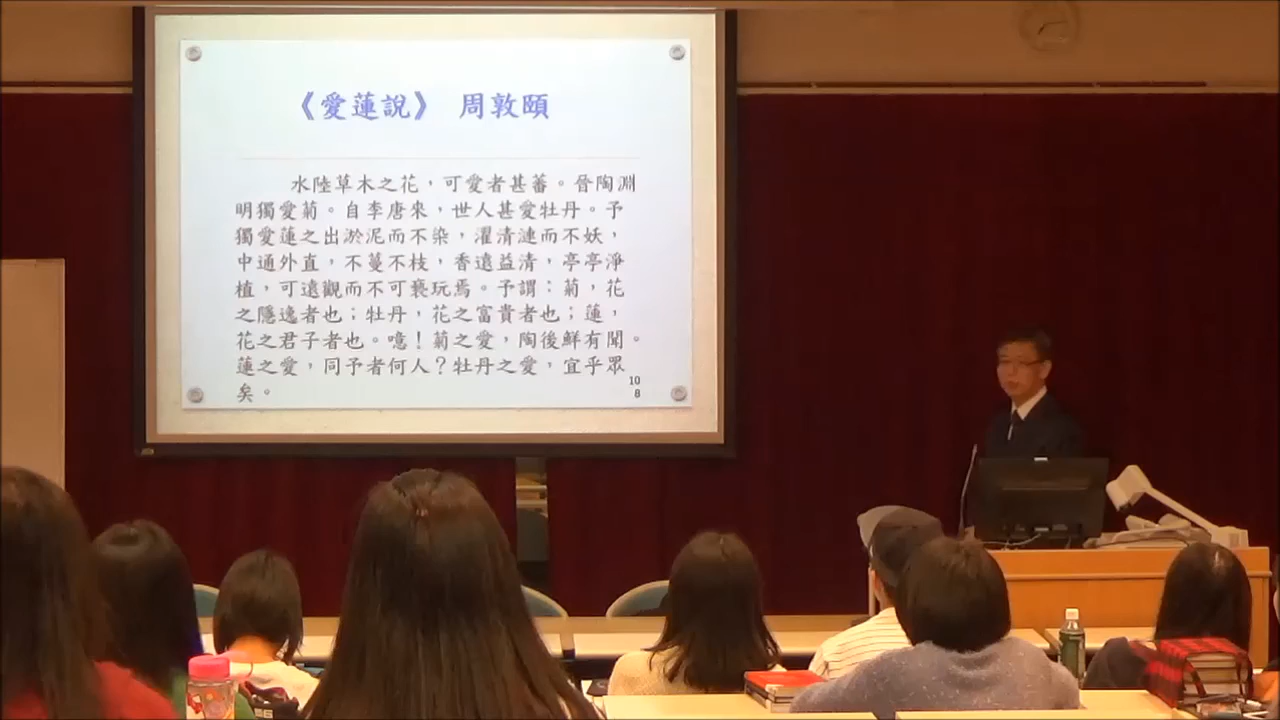 《愛蓮說》 周敦頤
水陸草木之花，可愛者甚蕃。晉陶淵
明獨愛菊。自李唐來，世人甚愛牡丹。予
獨愛蓮之出淤泥而不染，濯清漣而不妖，
中通外直，不蔓不枝，香遠益清，亭亭淨
植，可遠觀而不可褻玩焉。予謂：菊，花
之隱逸者也；牡丹，花之富貴者也；蓮，
花之君子者也。噫！菊之愛，陶後鮮有聞。
蓮之愛，同予者何人？牡丹之愛，宜乎眾
矣。
10
8